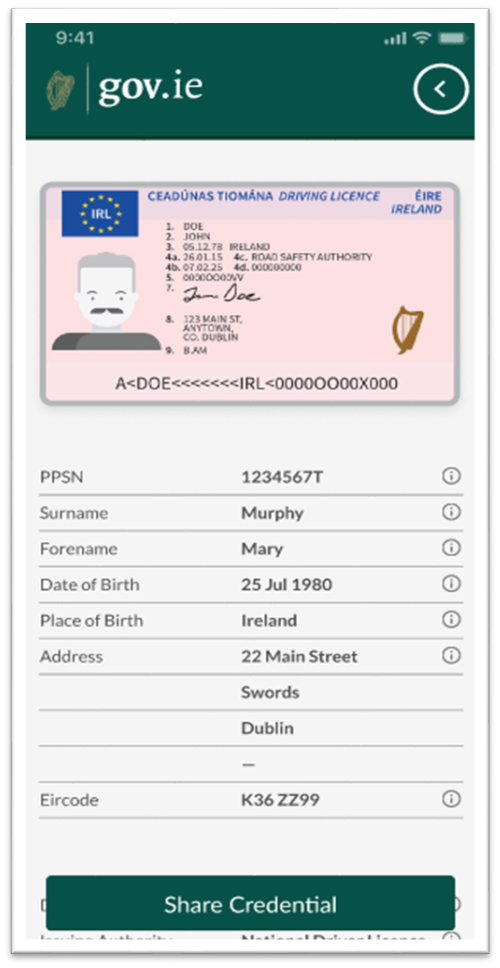 9:41
gov.ie
IRL
CEADÚNAS TIOMÁNA DRIVING LICENCE ÉIRE
IRELAND
1. DOE
2. JOHN
3. 05.12.78 IRELAND
4a. 26.01.15 4c. ROAD SAFETY AUTHORITY
4b. 07.02.25 4d. 000000000
5. 0000OO00VV
7. Jon Doe
8. 123 MAIN ST,
ANYTOWN,
CO. DUBLIN
9. B.AM
A<DOE<<<<<<<IRL<0000OO00X000
PPSN 1234567T
Surname Murphy
Forename Mary
Date of Birth 25 Jul 1980
Place of Birth Ireland
Address 22 Main Street
Swords
Dublin
—
Eircode K36 ZZ99
Share Credential
Issuing Authority National Driver Licence